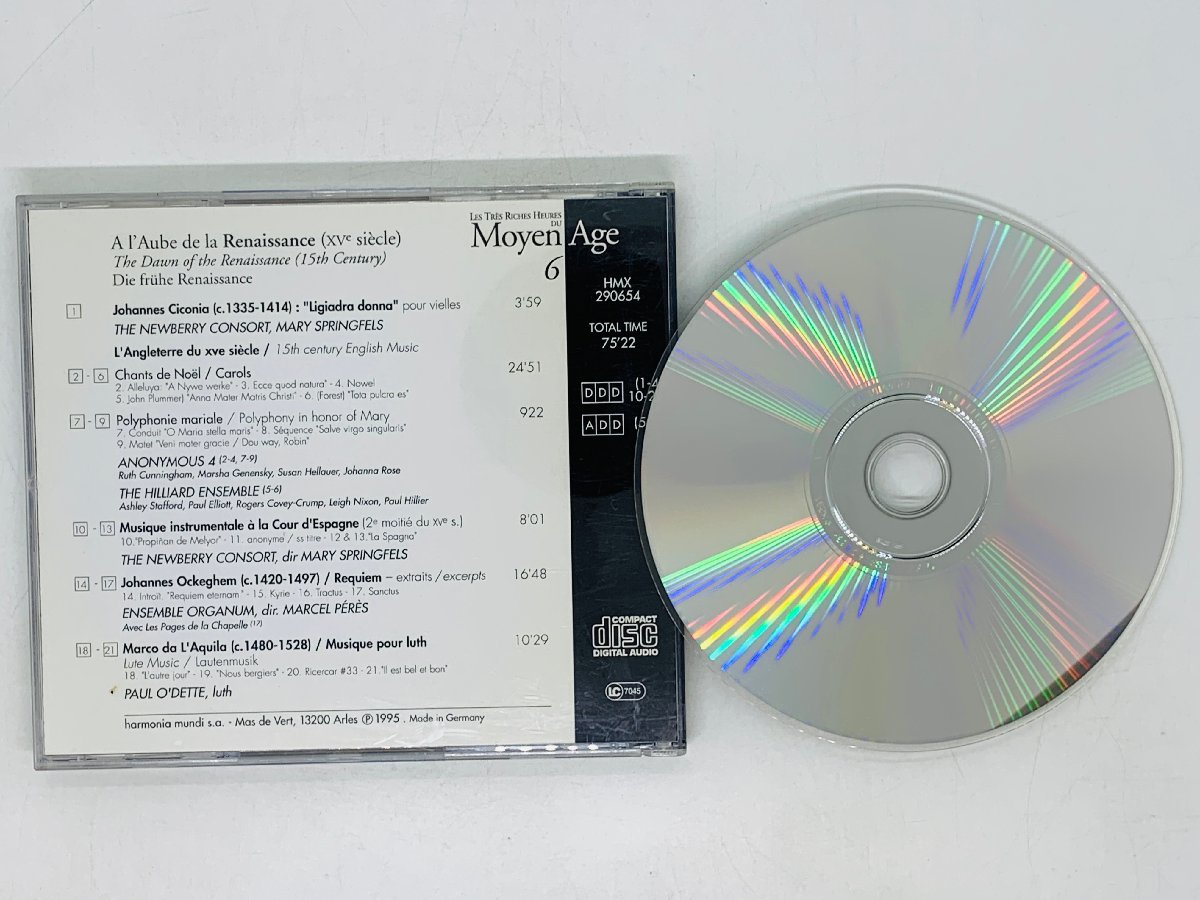 LES TRÈS RICHES HEURES
DU
Moyen Age
6
A l'Aube de la Renaissance (XVe siècle)
The Dawn of the Renaissance (15th Century)
Die frühe Renaissance
1 Johannes Ciconia (c.1335-1414) : "Ligiadra donna" pour vielles 3'59
THE NEWBERRY CONSORT, MARY SPRINGFELS
L'Angleterre du xve siècle / 15th century English Music
2 - 6 Chants de Noël / Carols 24'51
2. Alleluya: "A Nywe werke" - 3. Ecce quod natura" - 4. Nowel
5. John Plummer) "Anna Mater Matris Christi" - 6. (Forest) "Tota pulcra es"
7 - 9 Polyphonie mariale / Polyphony in honor of Mary 922
7. Conduit "O Maria stella maris" - 8. Séquence "Salve virgo singularis"
9. Motet "Veni mater gracie / Dou way, Robin"
ANONYMOUS 4 (2-4, 7-9)
Ruth Cunningham, Marsha Genensky, Susan Hellauer, Johanna Rose
THE HILLIARD ENSEMBLE (5-6)
Ashley Stafford, Paul Elliott, Rogers Covey-Crump, Leigh Nixon, Paul Hillier
10 - 13 Musique instrumentale à la Cour d'Espagne (2e moitié du XVe s.) 8'01
10."Propiñan de Melyor" - 11. anonyme / ss titre - 12 & 13."La Spagna"
THE NEWBERRY CONSORT, dir MARY SPRINGFELS
14 - 17 Johannes Ockeghem (c.1420-1497) / Requiem – extraits / excerpts 16'48
14. Introït. "Requiem eternam" - 15. Kyrie - 16. Tractus - 17. Sanctus
ENSEMBLE ORGANUM, dir. MARCEL PÉRÈS
Avec Les Pages de la Chapelle (17)
18 - 21 Marco da L'Aquila (c.1480-1528) / Musique pour luth 10'29
Lute Music / Lautenmusik
18. "L'autre jour" - 19. "Nous bergiers" - 20. Ricercar #33 - 21."Il est bel et bon"
PAUL O'DETTE, luth
harmonia mundi s.a. - Mas de Vert, 13200 Arles ℗ 1995 . Made in Germany
HMX
290654
TOTAL TIME
75'22
DDD (1-4
10-2
ADD (5
COMPACT
disc
DIGITAL AUDIO
LC 7045